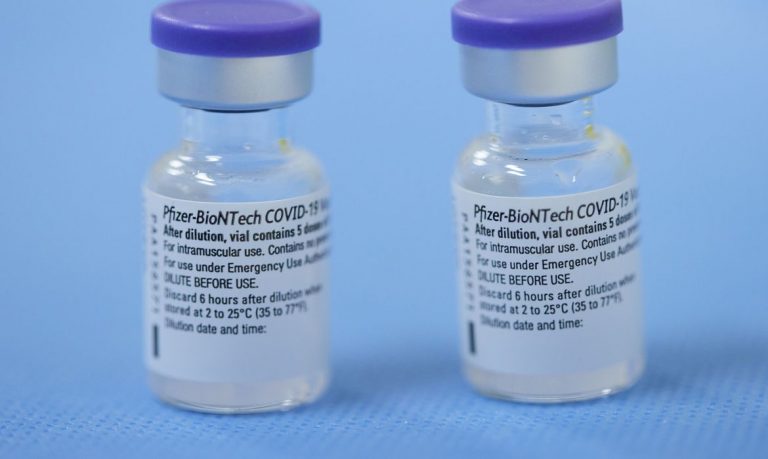 Pfizer-BioNTech COVID-19
After dilution, vial contains 5
For intramuscular use. Contains no
For use under Emergency Use
DILUTE BEFORE USE.
Discard 6 hours after dilution when
stored at 2 to 25°C (35 to 77°F).
Dilution date and time:
Pfizer-BioNTech COVID-19
After dilution, vial contains 5
For intramuscular use. Contains no
For use under Emergency Use
DILUTE BEFORE USE.
Discard 6 hours after dilution
stored at 2 to 25°C (35 to 77°F).
Dilution date and time: